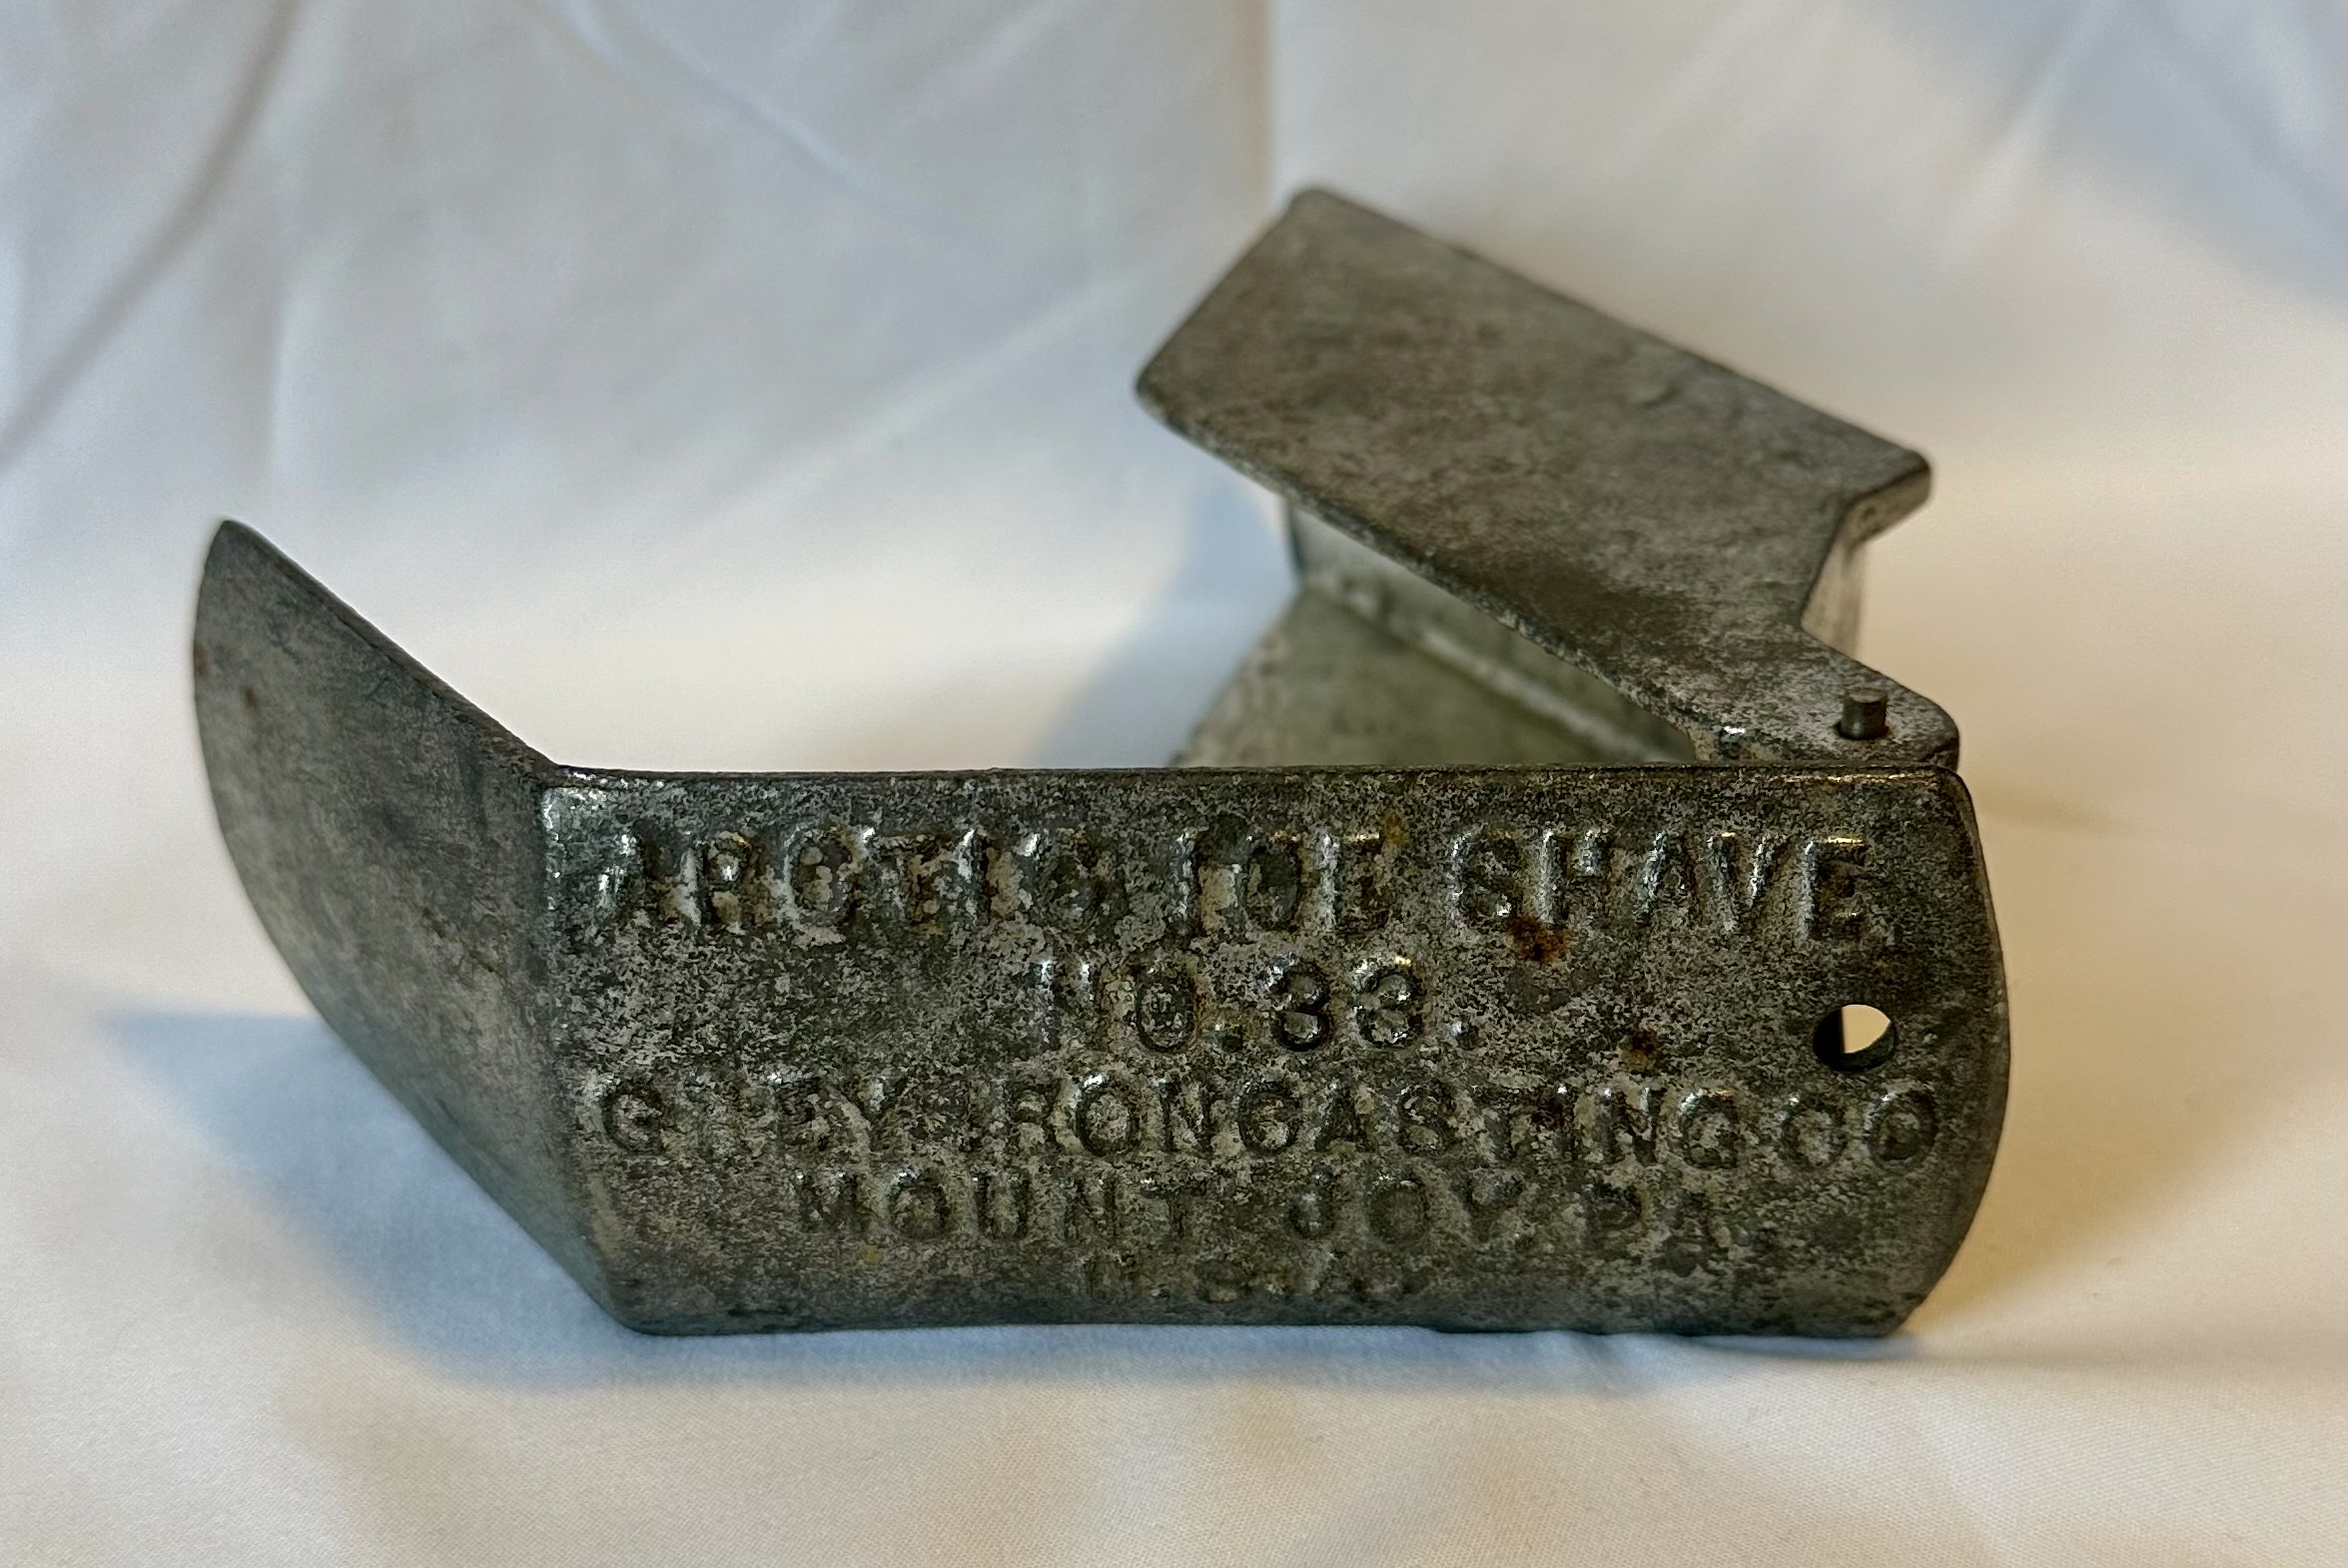 ARCTIC ICE SHAVE
NO. 33.
GREY IRON CASTING CO
MOUNT JOY PA
U.S.A.